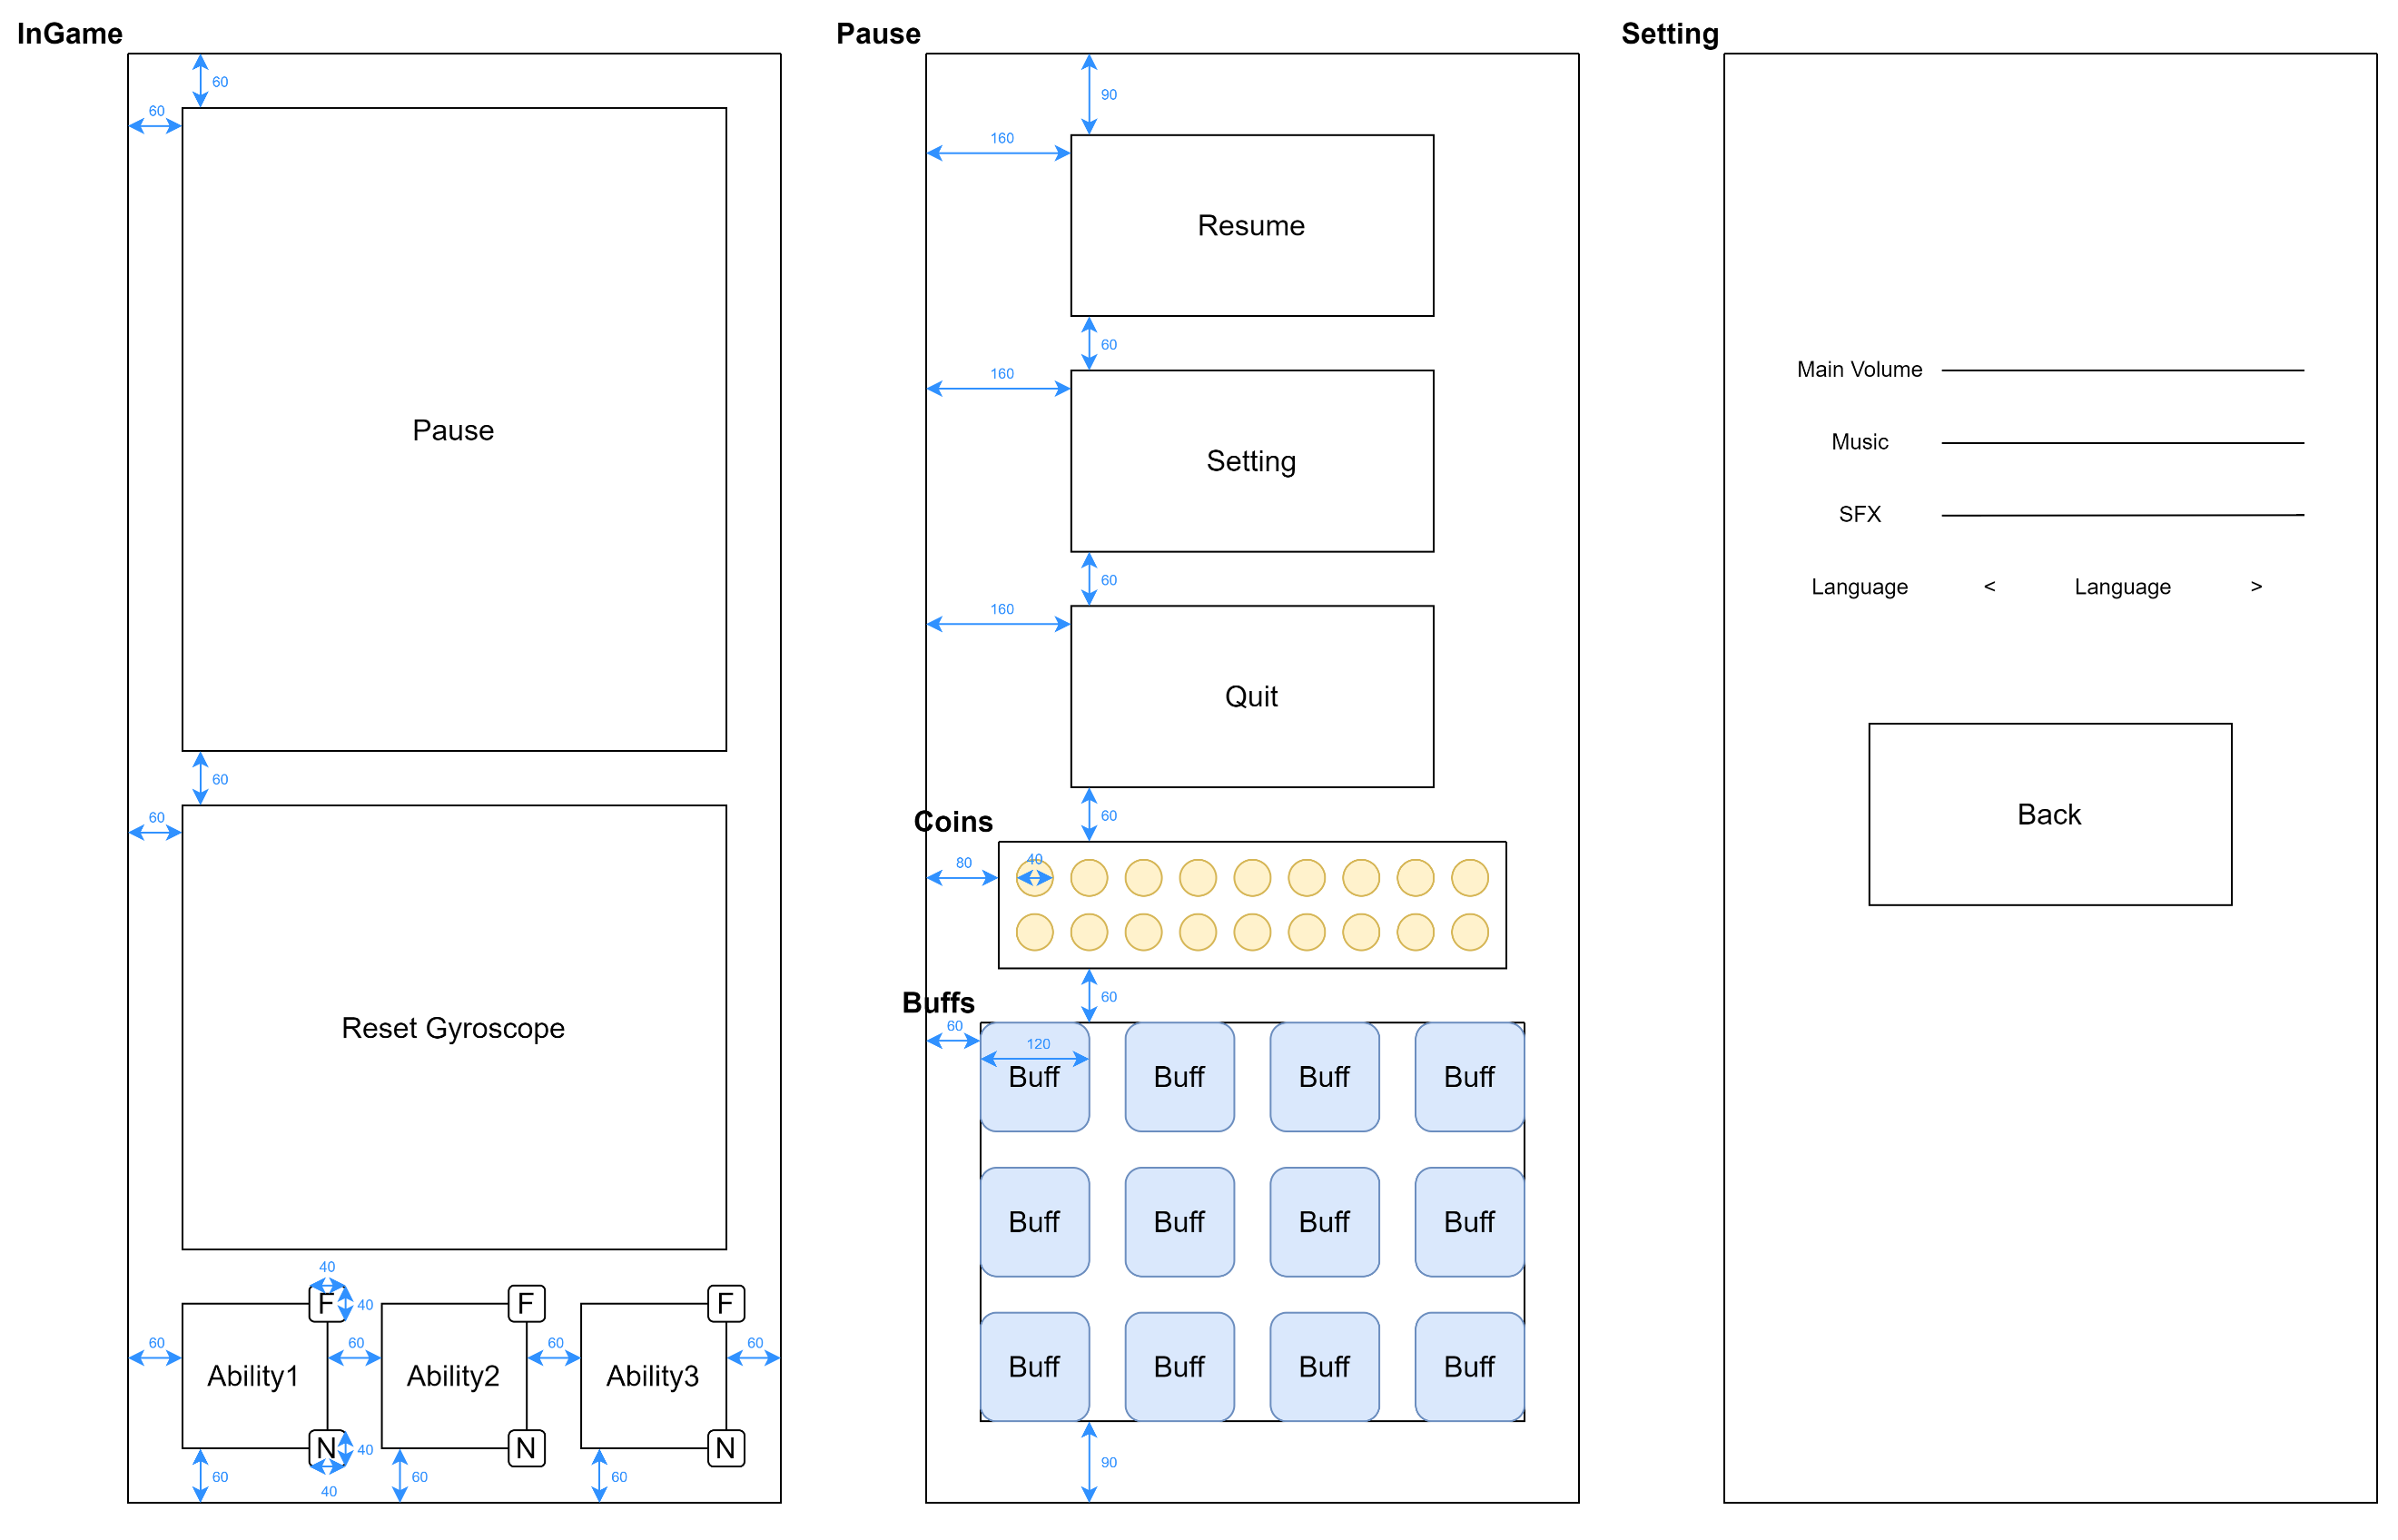 InGame
60
60
Pause
60
60
Reset Gyroscope
40
F
40
F
F
60
60
60
60
Ability1
Ability2
Ability3
N
40
N
N
60
40
60
60
Pause
90
160
Resume
60
160
Setting
60
160
Quit
60
Coins
80
40
60
Buffs
60
120
Buff
Buff
Buff
Buff
Buff
Buff
Buff
Buff
Buff
Buff
Buff
Buff
90
Setting
Main Volume
Music
SFX
Language < Language >
Back